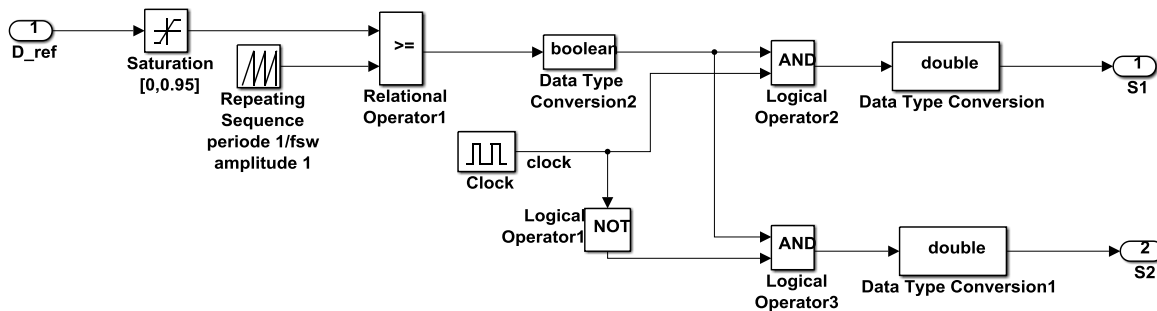 1
D_ref
Saturation
[0,0.95]
Repeating
Sequence
periode 1/fsw
amplitude 1
>=
Relational
Operator1
boolean
Data Type
Conversion2
Clock
clock
Logical
Operator1
NOT
AND
Logical
Operator2
double
Data Type Conversion
1
S1
AND
Logical
Operator3
double
Data Type Conversion1
2
S2